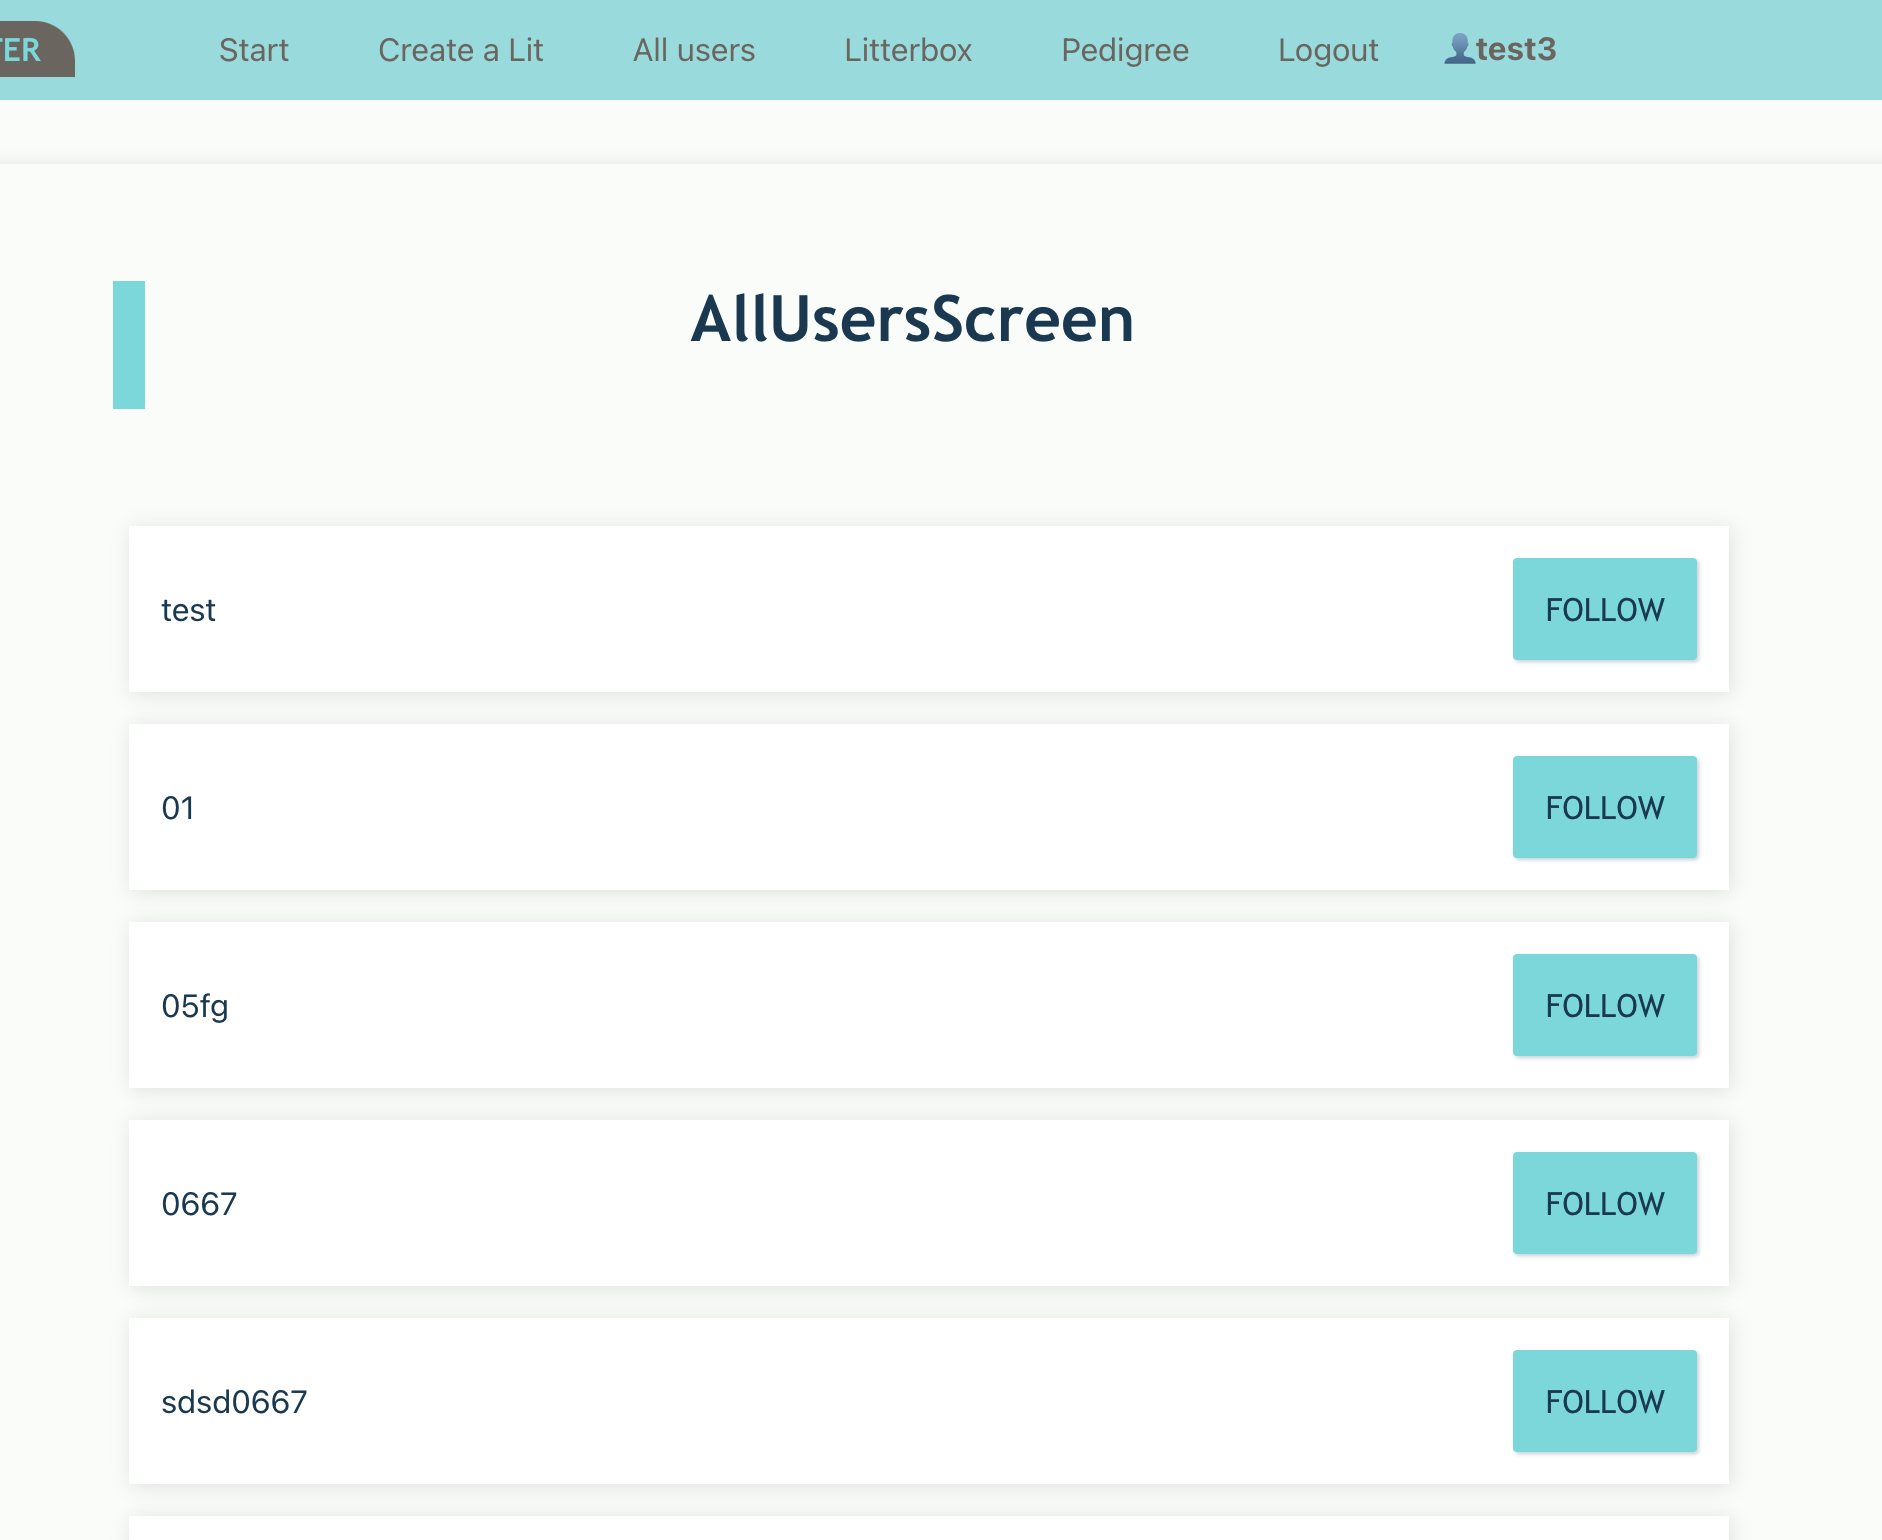 TER Start Create a Lit All users Litterbox Pedigree Logout test3
AllUsersScreen
test FOLLOW
01 FOLLOW
05fg FOLLOW
0667 FOLLOW
sdsd0667 FOLLOW